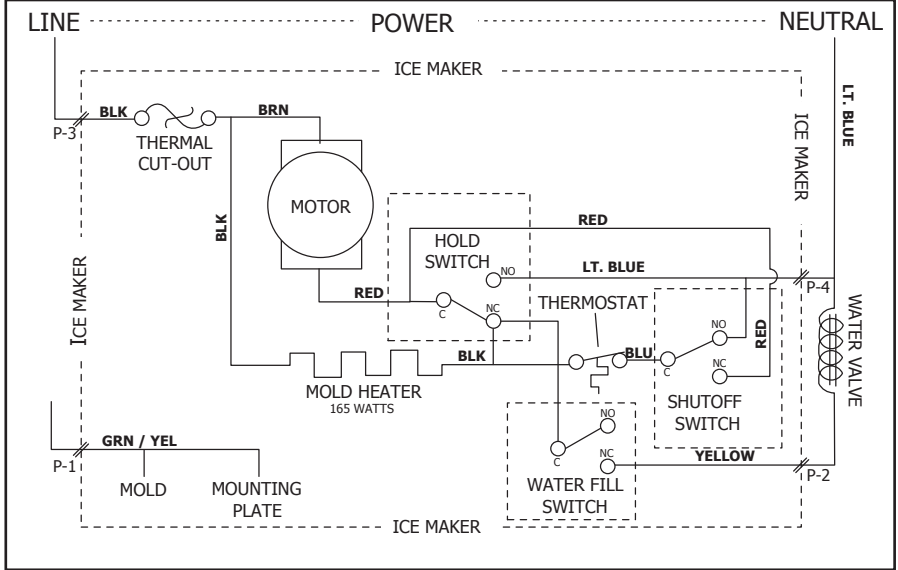 LINE POWER NEUTRAL
ICE MAKER
BLK
BRN
LT. BLUE
P-3
THERMAL
CUT-OUT
ICE MAKER
MOTOR
BLK
RED
HOLD
SWITCH
NO
LT. BLUE
P-4
RED
C
NC
THERMOSTAT
ICE MAKER
NO
RED
WATER VALVE
BLK
BLU
C
NC
MOLD HEATER
165 WATTS
SHUTOFF
SWITCH
NO
GRN / YEL
P-1
C
NC
YELLOW
P-2
MOLD
MOUNTING
PLATE
WATER FILL
SWITCH
ICE MAKER